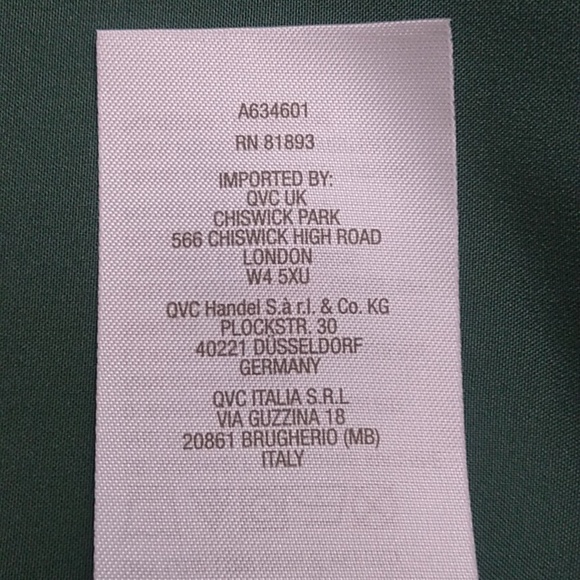 A634601
RN 81893
IMPORTED BY:
QVC UK
CHISWICK PARK
566 CHISWICK HIGH ROAD
LONDON
W4 5XU
QVC Handel S.à r.l. & Co. KG
PLOCKSTR. 30
40221 DÜSSELDORF
GERMANY
QVC ITALIA S.R.L
VIA GUZZINA 18
20861 BRUGHERIO (MB)
ITALY